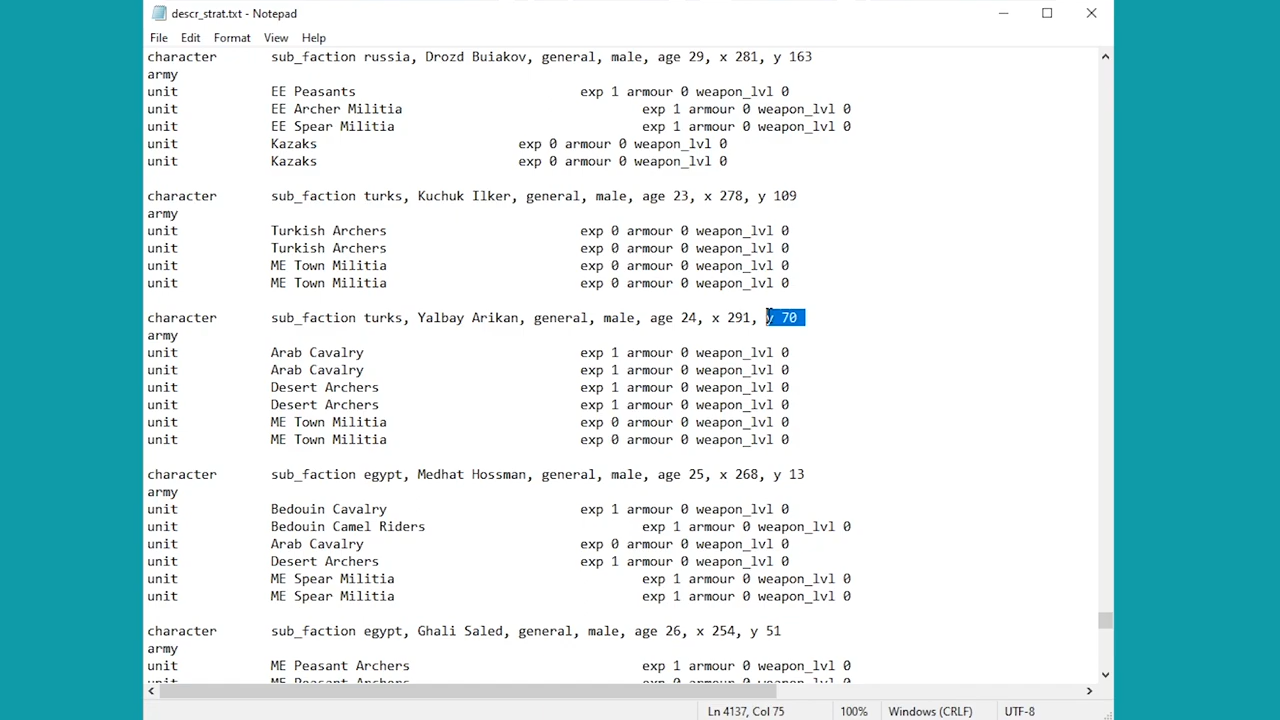 descr_strat.txt - Notepad
File Edit Format View Help
character sub_faction russia, Drozd Buiakov, general, male, age 29, x 281, y 163
army
unit EE Peasants exp 1 armour 0 weapon_lvl 0
unit EE Archer Militia exp 1 armour 0 weapon_lvl 0
unit EE Spear Militia exp 1 armour 0 weapon_lvl 0
unit Kazaks exp 0 armour 0 weapon_lvl 0
unit Kazaks exp 0 armour 0 weapon_lvl 0
character sub_faction turks, Kuchuk Ilker, general, male, age 23, x 278, y 109
army
unit Turkish Archers exp 0 armour 0 weapon_lvl 0
unit Turkish Archers exp 0 armour 0 weapon_lvl 0
unit ME Town Militia exp 0 armour 0 weapon_lvl 0
unit ME Town Militia exp 0 armour 0 weapon_lvl 0
character sub_faction turks, Yalbay Arikan, general, male, age 24, x 291, y 70
army
unit Arab Cavalry exp 1 armour 0 weapon_lvl 0
unit Arab Cavalry exp 1 armour 0 weapon_lvl 0
unit Desert Archers exp 1 armour 0 weapon_lvl 0
unit Desert Archers exp 1 armour 0 weapon_lvl 0
unit ME Town Militia exp 0 armour 0 weapon_lvl 0
unit ME Town Militia exp 0 armour 0 weapon_lvl 0
character sub_faction egypt, Medhat Hossman, general, male, age 25, x 268, y 13
army
unit Bedouin Cavalry exp 1 armour 0 weapon_lvl 0
unit Bedouin Camel Riders exp 1 armour 0 weapon_lvl 0
unit Arab Cavalry exp 0 armour 0 weapon_lvl 0
unit Desert Archers exp 1 armour 0 weapon_lvl 0
unit ME Spear Militia exp 1 armour 0 weapon_lvl 0
unit ME Spear Militia exp 1 armour 0 weapon_lvl 0
character sub_faction egypt, Ghali Saled, general, male, age 26, x 254, y 51
army
unit ME Peasant Archers exp 1 armour 0 weapon_lvl 0
unit ME Peasant Archers exp 1 armour 0 weapon_lvl 0
Ln 4137, Col 75 100% Windows (CRLF) UTF-8